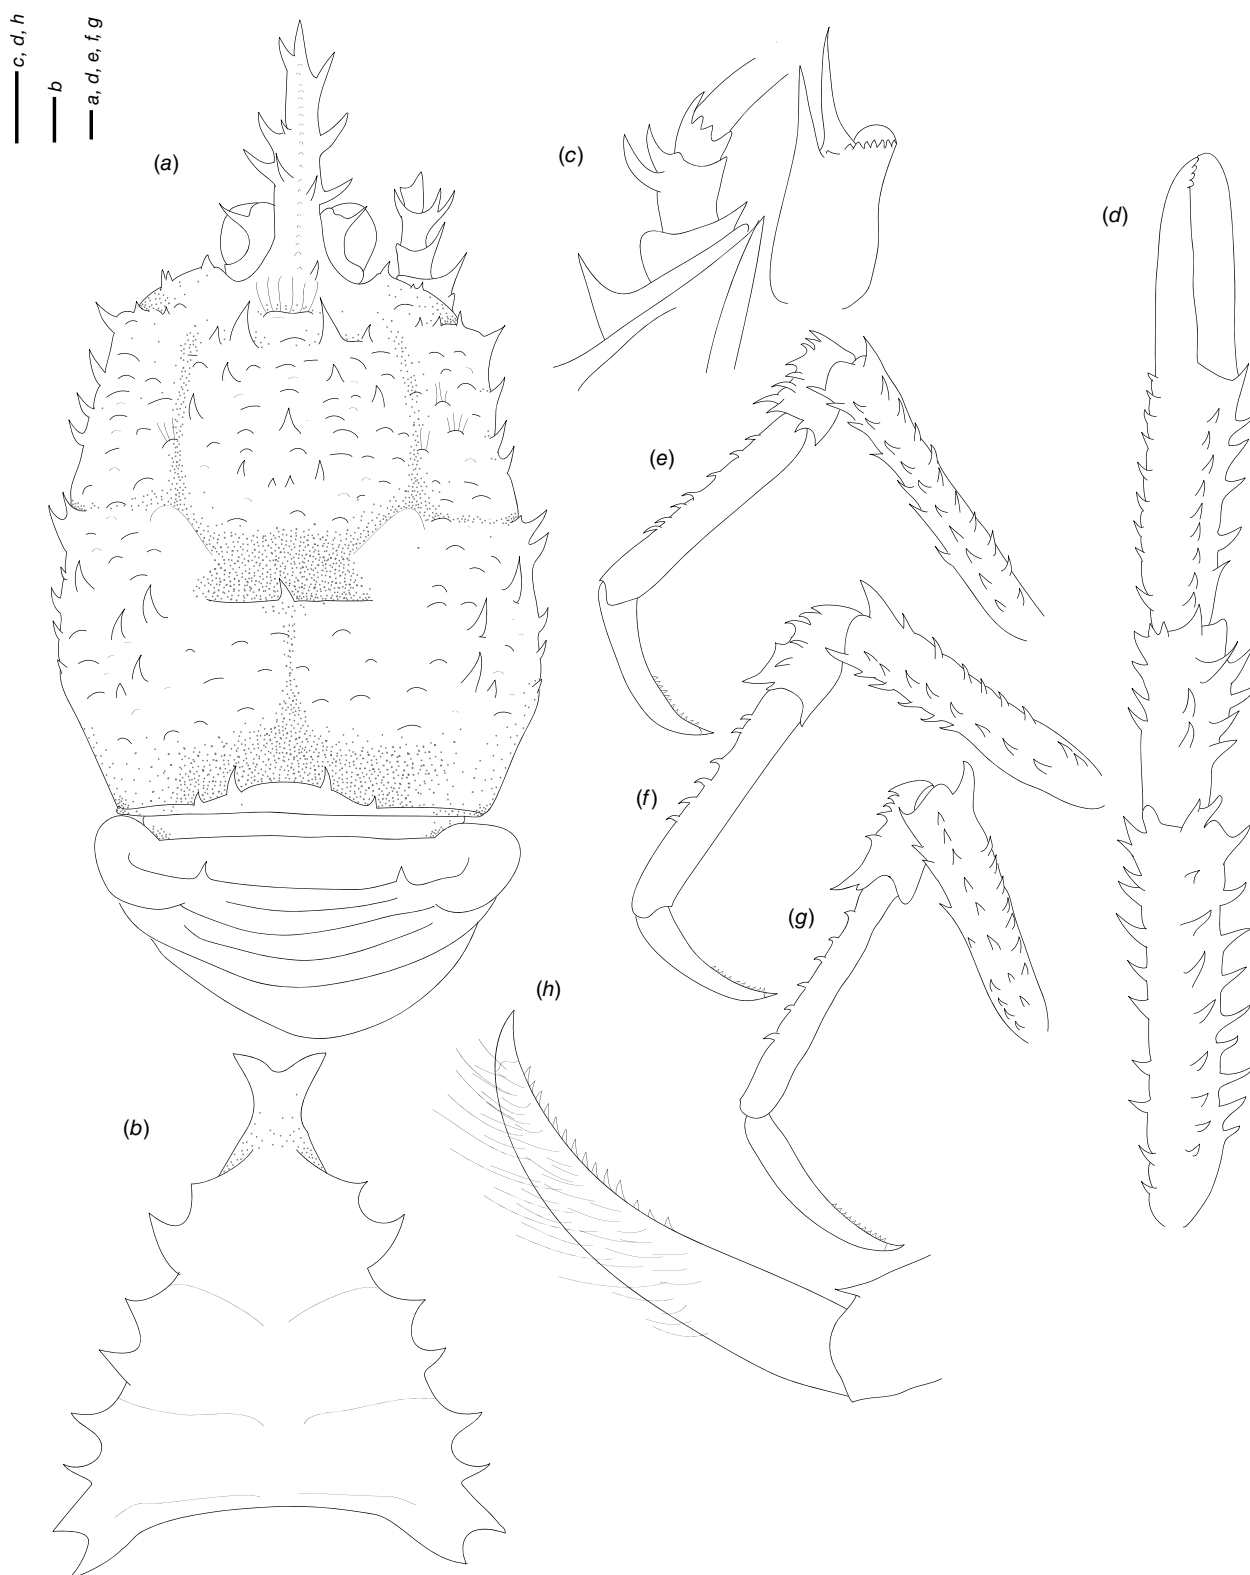 c, d, h
b
a, d, e, f, g
(a)
(c)
(d)
(e)
(f)
(g)
(h)
(b)